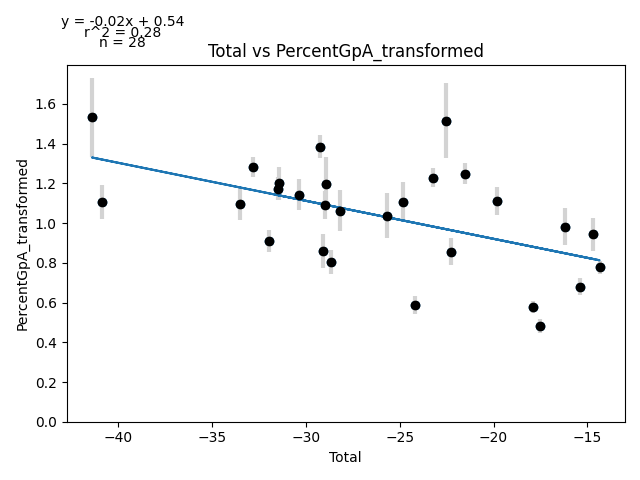 y = -0.02x + 0.54
r^2 = 0.28
n = 28
Total vs PercentGpA_transformed
PercentGpA_transformed
1.6
1.4
1.2
1.0
0.8
0.6
0.4
0.2
0.0
−40
−35
−30
−25
−20
−15
Total